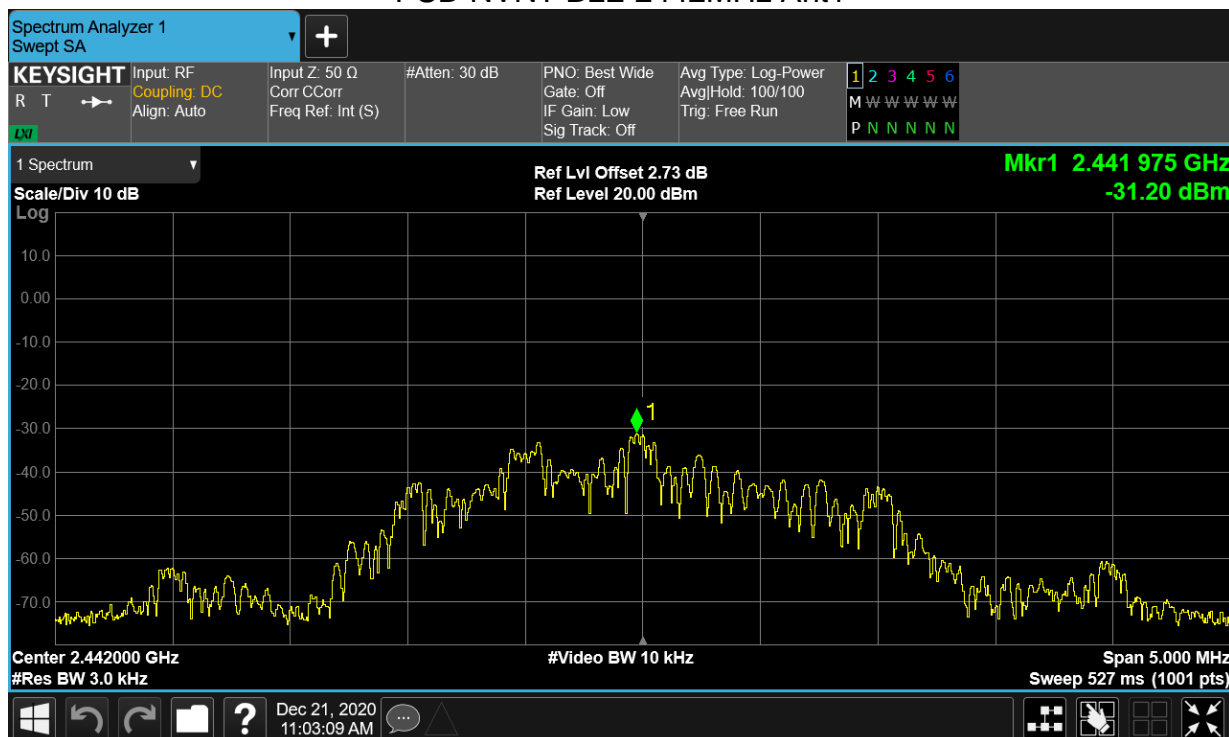 Spectrum Analyzer 1
Swept SA
KEYSIGHT
R T
LXI
Input: RF
Coupling: DC
Align: Auto
Input Z: 50 Ω
Corr CCorr
Freq Ref: Int (S)
#Atten: 30 dB
PNO: Best Wide
Gate: Off
IF Gain: Low
Sig Track: Off
Avg Type: Log-Power
Avg|Hold: 100/100
Trig: Free Run
1 2 3 4 5 6
M W W W W W
P N N N N N
1 Spectrum
Scale/Div 10 dB
Log
Ref Lvl Offset 2.73 dB
Ref Level 20.00 dBm
Mkr1 2.441 975 GHz
-31.20 dBm
10.0
0.00
-10.0
-20.0
1
-30.0
-40.0
-50.0
-60.0
-70.0
Center 2.442000 GHz
#Video BW 10 kHz
Span 5.000 MHz
#Res BW 3.0 kHz
Sweep 527 ms (1001 pts)
?
Dec 21, 2020
11:03:09 AM